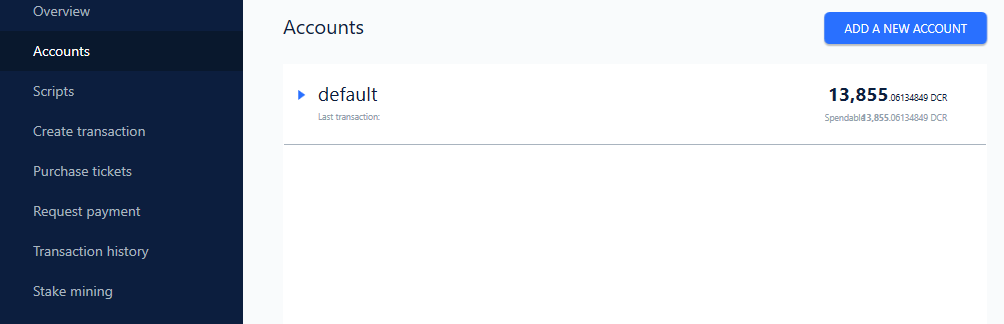 Overview
Accounts
Scripts
Create transaction
Purchase tickets
Request payment
Transaction history
Stake mining
Accounts
ADD A NEW ACCOUNT
default
13,855.06134849 DCR
Last transaction:
Spendable 13,855.06134849 DCR